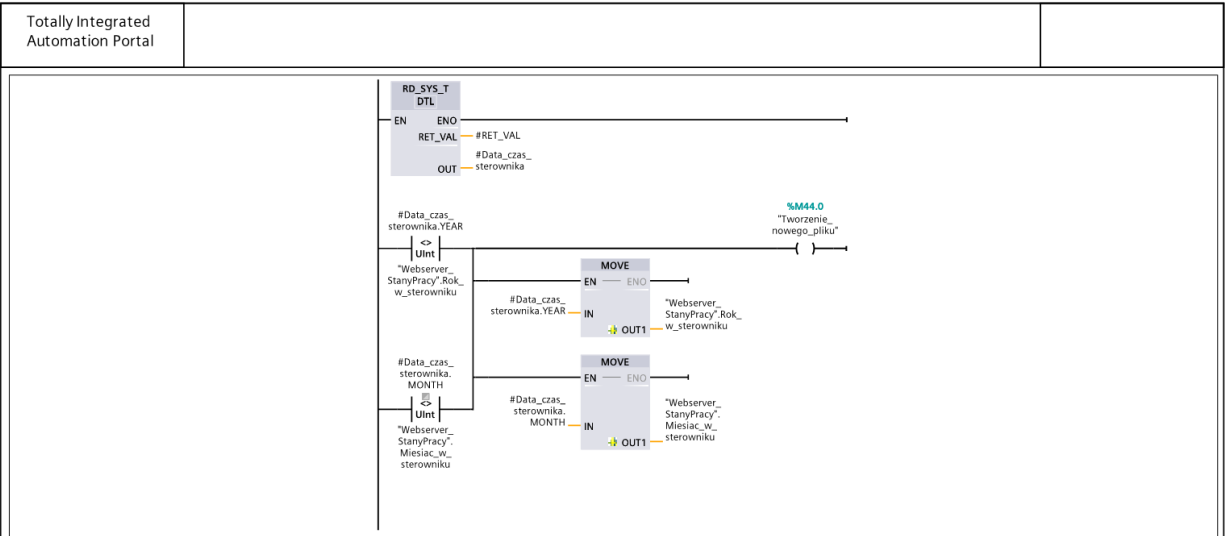 Totally Integrated
Automation Portal
RD_SYS_T
DTL
EN ENO
RET_VAL #RET_VAL
#Data_czas_
OUT sterownika
#Data_czas_
sterownika.YEAR
<>
UInt
"Webserver_
StanyPracy".Rok_
w_sterowniku
%M44.0
"Tworzenie_
nowego_pliku"
MOVE
EN ENO
#Data_czas_
sterownika.YEAR IN
"Webserver_
StanyPracy".Rok_
OUT1 w_sterowniku
#Data_czas_
sterownika.
MONTH
<>
UInt
"Webserver_
StanyPracy".
Miesiac_w_
sterowniku
MOVE
EN ENO
#Data_czas_
sterownika.
MONTH IN
"Webserver_
StanyPracy".
Miesiac_w_
OUT1 sterowniku